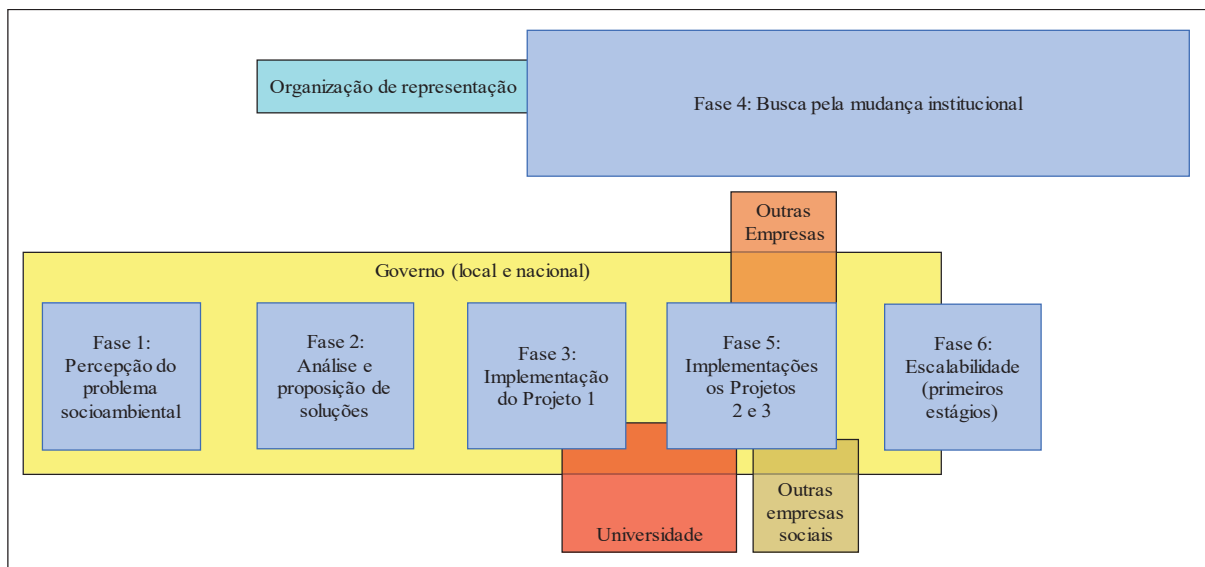 Organização de representação
Fase 4: Busca pela mudança institucional
Outras
Empresas
Governo (local e nacional)
Fase 1:
Percepção do
problema
socioambiental
Fase 2:
Análise e
proposição de
soluções
Fase 3:
Implementação
do Projeto 1
Fase 5:
Implementações
os Projetos
2 e 3
Fase 6:
Escalabilidade
(primeiros
estágios)
Universidade
Outras
empresas
sociais